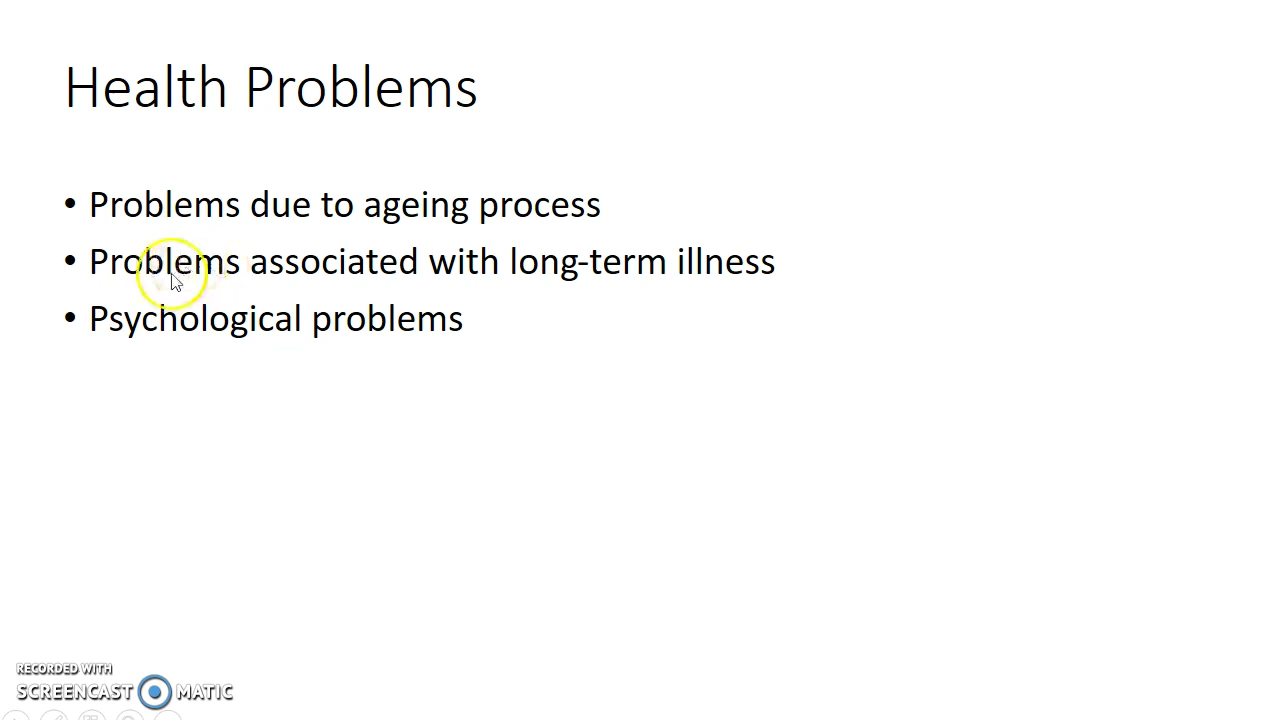 Health Problems
• Problems due to ageing process
• Problems associated with long-term illness
• Psychological problems
RECORDED WITH
SCREENCAST MATIC